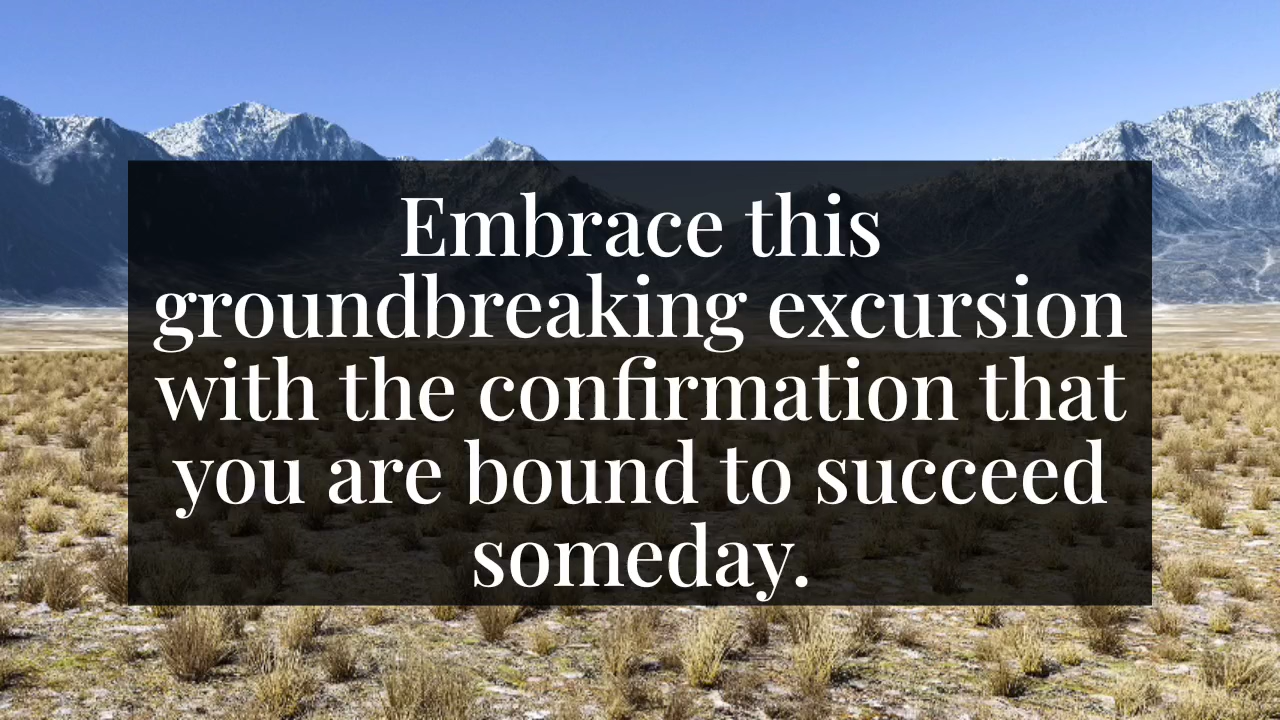 Embrace this
groundbreaking excursion
with the confirmation that
you are bound to succeed
someday.